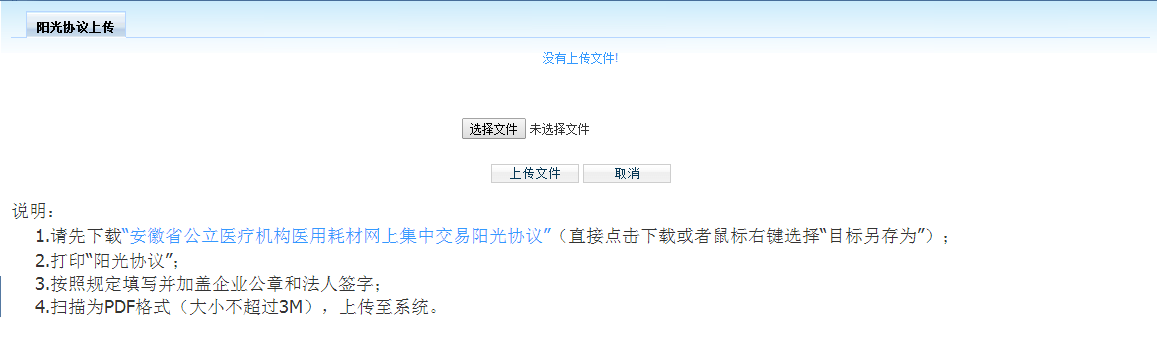 阳光协议上传
没有上传文件!
选择文件 未选择文件
上传文件 取消
说明：
1.请先下载“安徽省公立医疗机构医用耗材网上集中交易阳光协议”（直接点击下载或者鼠标右键选择“目标另存为”）；
2.打印“阳光协议”；
3.按照规定填写并加盖企业公章和法人签字；
4.扫描为PDF格式（大小不超过3M），上传至系统。